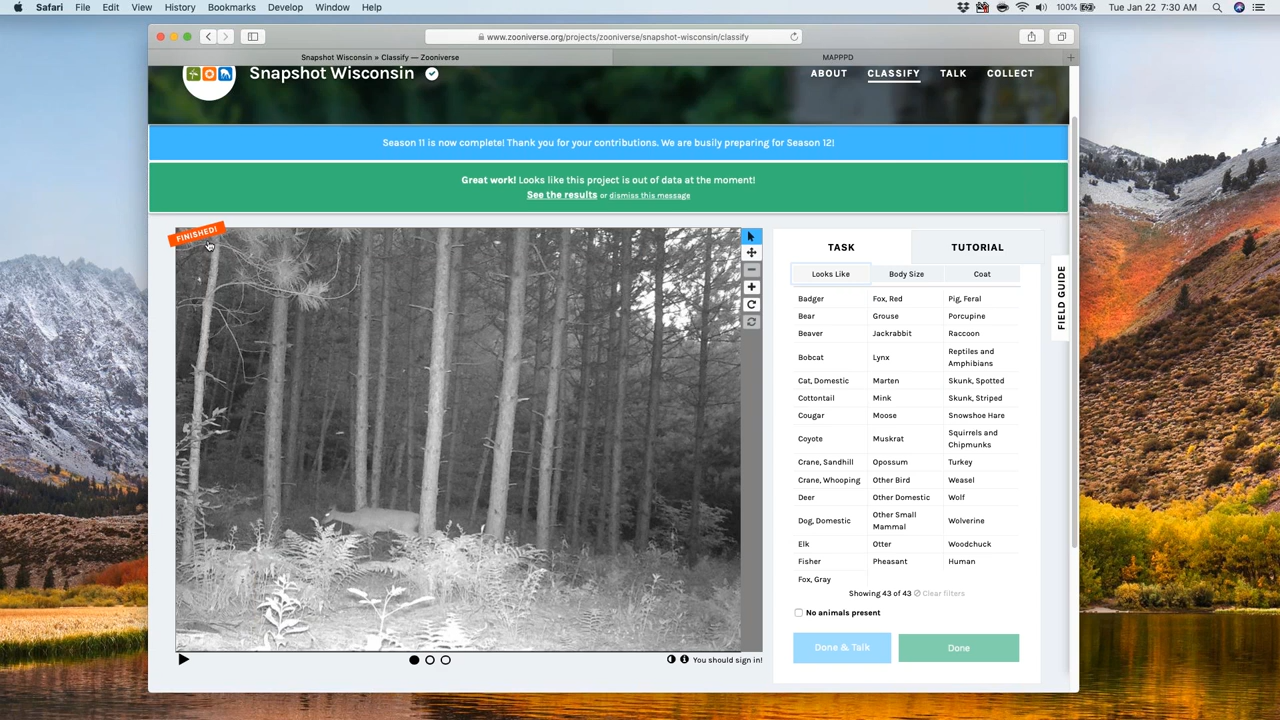 Safari File Edit View History Bookmarks Develop Window Help 100% Tue Jan 22 7:30 AM
www.zooniverse.org/projects/zooniverse/snapshot-wisconsin/classify
Snapshot Wisconsin » Classify — Zooniverse MAPPPD
Snapshot Wisconsin ABOUT CLASSIFY TALK COLLECT
Season 11 is now complete! Thank you for your contributions. We are busily preparing for Season 12!
Great work! Looks like this project is out of data at the moment!
See the results or dismiss this message
FINISHED!
TASK TUTORIAL
Looks Like Body Size Coat
FIELD GUIDE
Badger Fox, Red Pig, Feral
Bear Grouse Porcupine
Beaver Jackrabbit Raccoon
Bobcat Lynx Reptiles and
Amphibians
Cat, Domestic Marten Skunk, Spotted
Cottontail Mink Skunk, Striped
Cougar Moose Snowshoe Hare
Coyote Muskrat Squirrels and
Chipmunks
Crane, Sandhill Opossum Turkey
Crane, Whooping Other Bird Weasel
Deer Other Domestic Wolf
Dog, Domestic Other Small
Mammal Wolverine
Elk Otter Woodchuck
Fisher Pheasant Human
Fox, Gray
Showing 43 of 43 Clear filters
No animals present
Done & Talk Done
You should sign in!